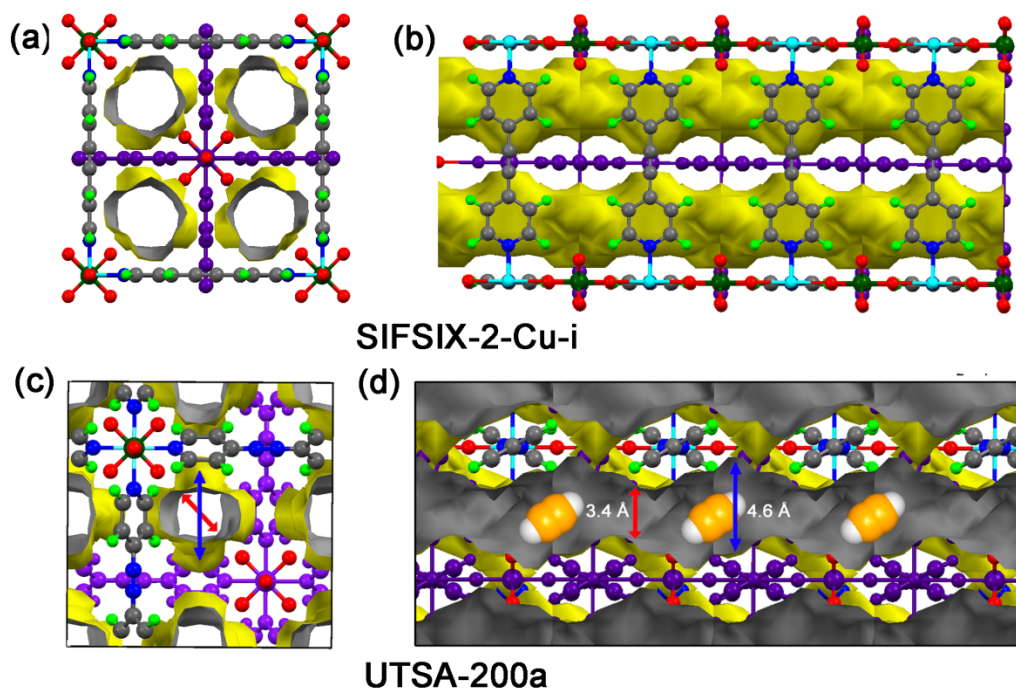 (a)
(b)
SIFSIX-2-Cu-i
(c)
(d)
3.4 Å
4.6 Å
UTSA-200a